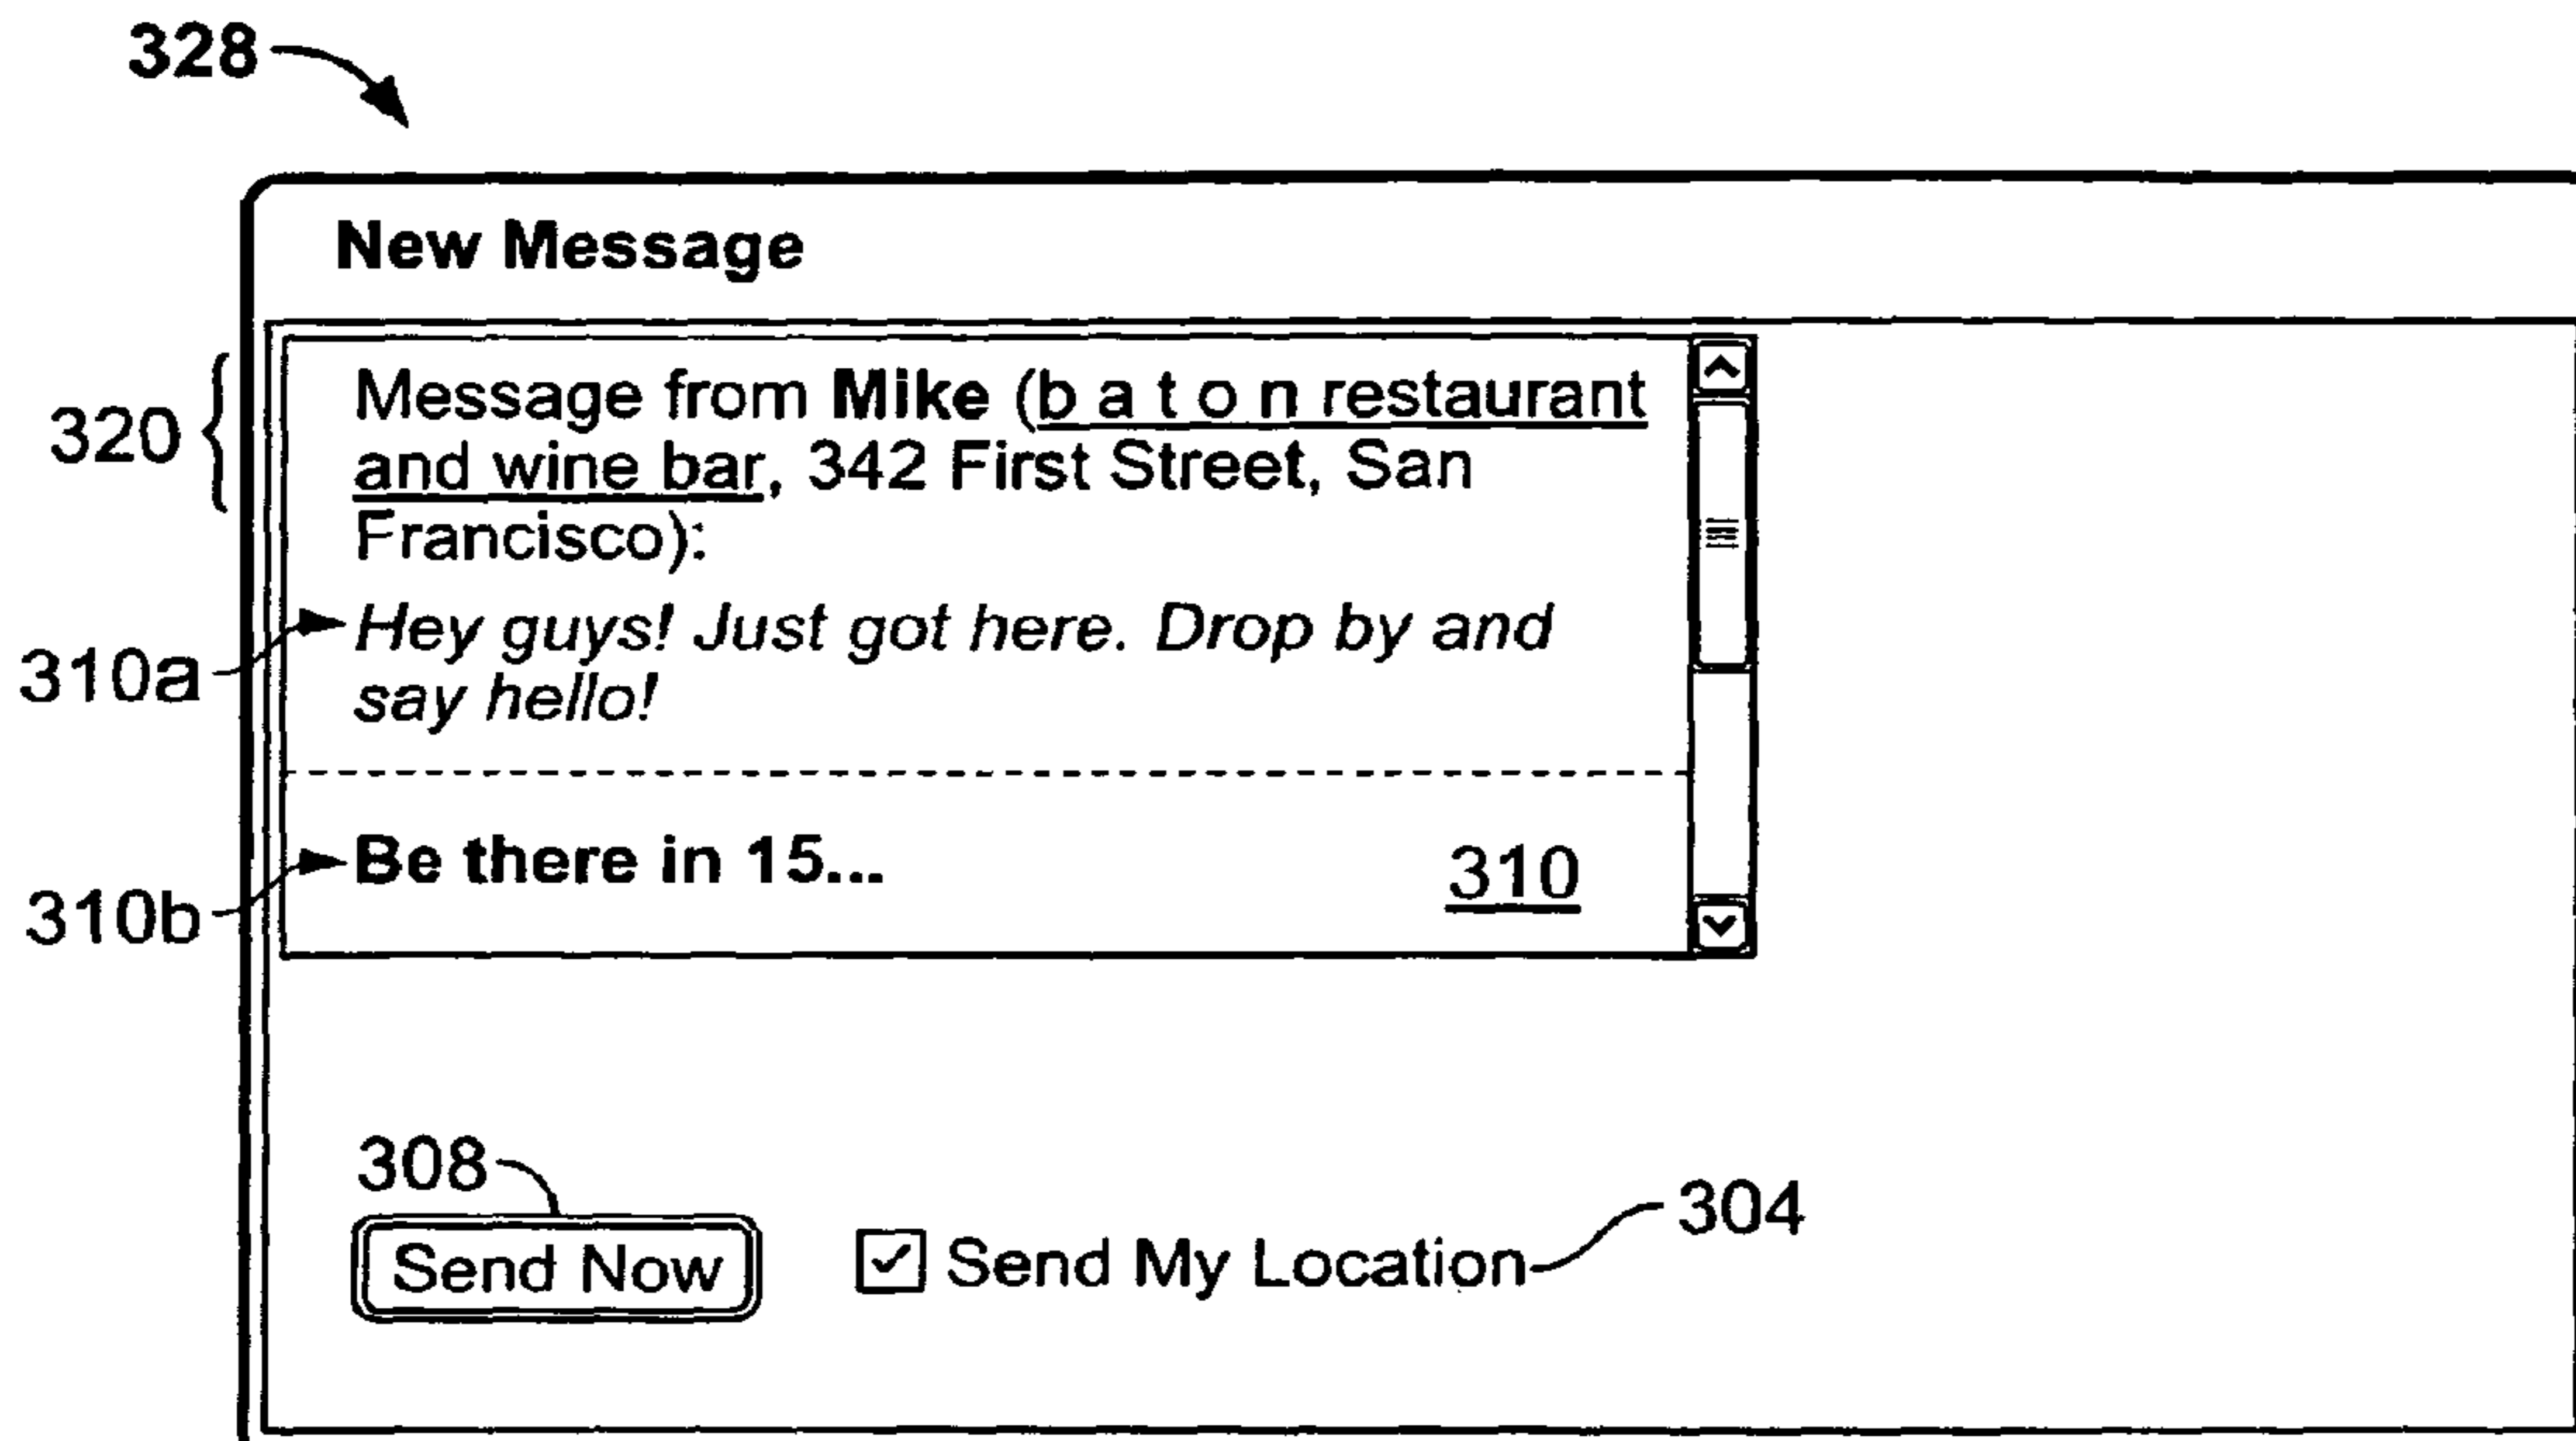 328
New Message
320
Message from Mike (b a t o n restaurant
and wine bar, 342 First Street, San
Francisco):
310a
Hey guys! Just got here. Drop by and
say hello!
310b
Be there in 15...
310
308
304
Send Now
Send My Location